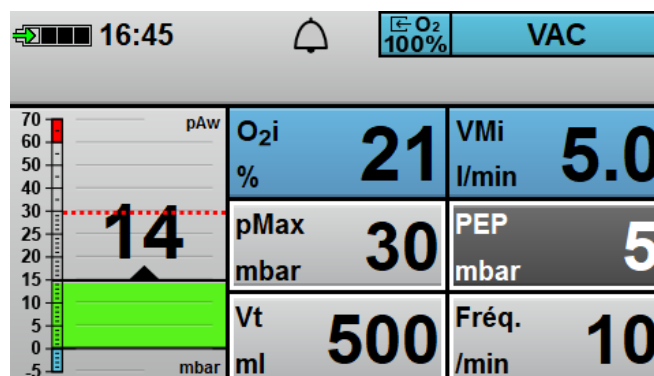 16:45 O₂ 100% VAC
70 pAw
60
50
40
30
25
20
15
10
5
0
-5 mbar
14
O₂i % 21
VMi l/min 5.0
pMax mbar 30
PEP mbar 5
Vt ml 500
Fréq. /min 10